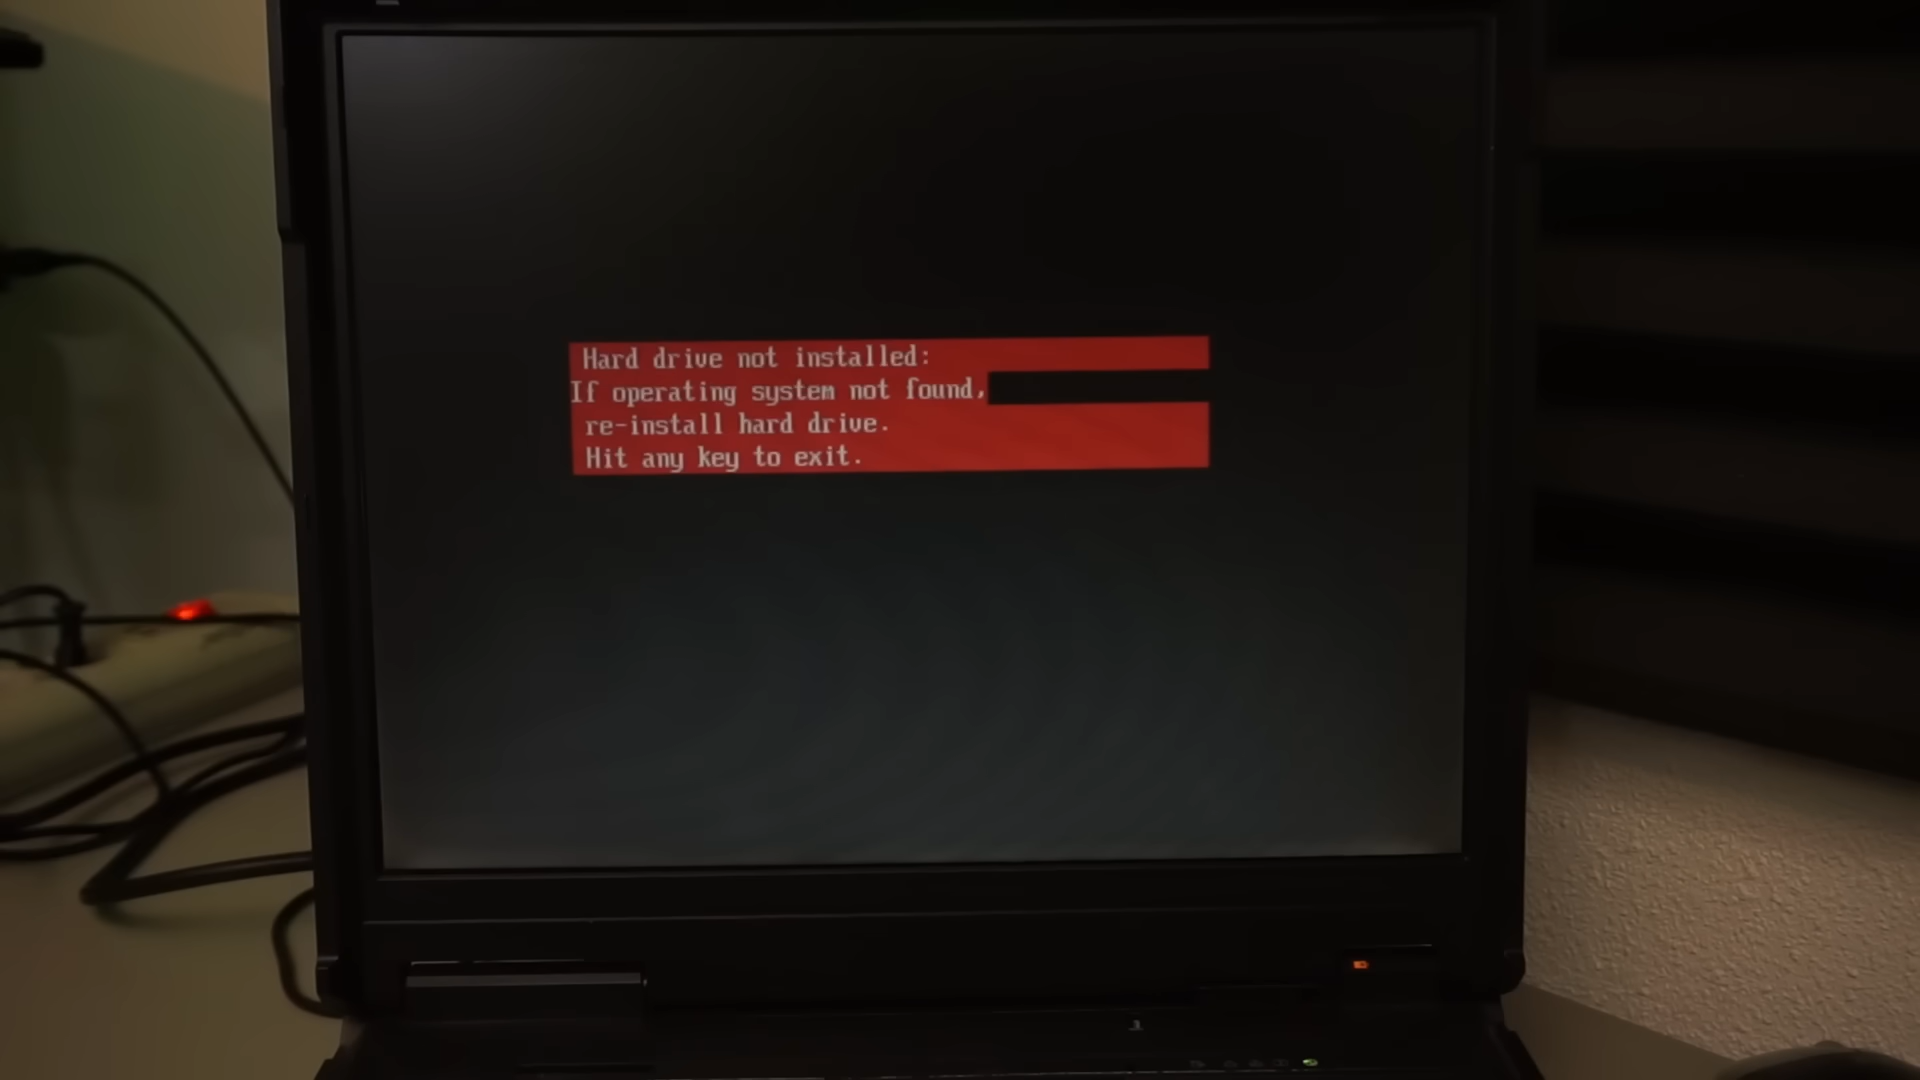 Hard drive not installed:
If operating system not found,
re-install hard drive.
Hit any key to exit.